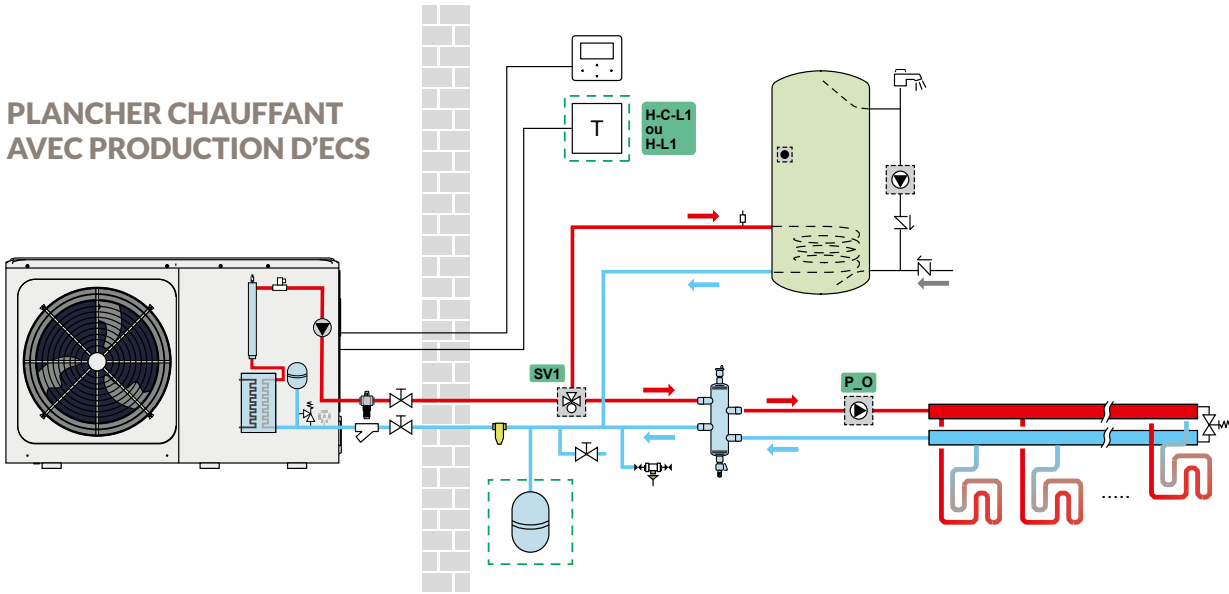 PLANCHER CHAUFFANT
AVEC PRODUCTION D'ECS
T
H-C-L1
ou
H-L1
SV1
P_O
.....